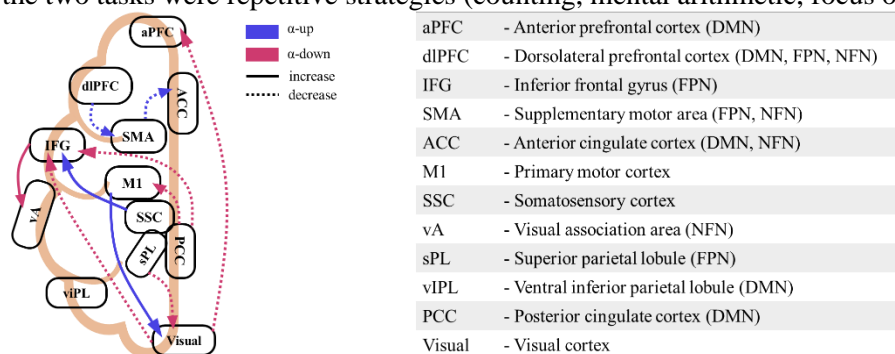 the two tasks were repetitive strategies (counting, mental arithmetic, focus o
aPFC
dlPFC
ACC
SMA
IFG
M1
SSC
vA
sPL
PCC
viPL
Visual
α-up
α-down
increase
decrease
aPFC - Anterior prefrontal cortex (DMN)
dlPFC - Dorsolateral prefrontal cortex (DMN, FPN, NFN)
IFG - Inferior frontal gyrus (FPN)
SMA - Supplementary motor area (FPN, NFN)
ACC - Anterior cingulate cortex (DMN, NFN)
M1 - Primary motor cortex
SSC - Somatosensory cortex
vA - Visual association area (NFN)
sPL - Superior parietal lobule (FPN)
vIPL - Ventral inferior parietal lobule (DMN)
PCC - Posterior cingulate cortex (DMN)
Visual - Visual cortex